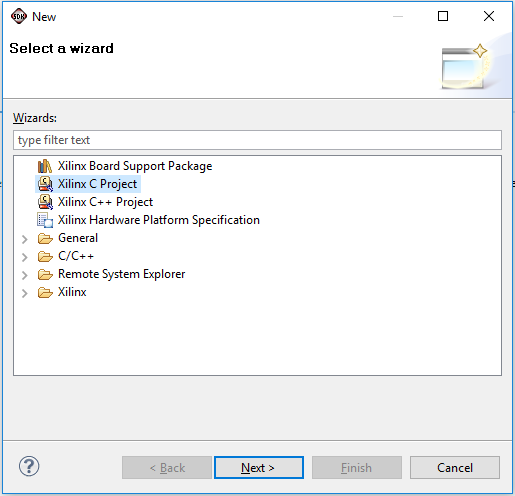 SDK New
Select a wizard
Wizards:
type filter text
Xilinx Board Support Package
Xilinx C Project
Xilinx C++ Project
Xilinx Hardware Platform Specification
General
C/C++
Remote System Explorer
Xilinx
? < Back Next > Finish Cancel